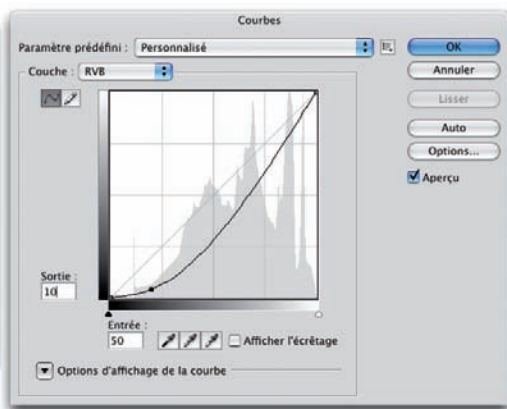 Courbes
Paramètre prédéfini : Personnalisé
OK
Couche : RVB
Annuler
Lisser
Auto
Options...
Aperçu
Sortie :
10
Entrée :
50
Afficher l'écrêtage
Options d'affichage de la courbe